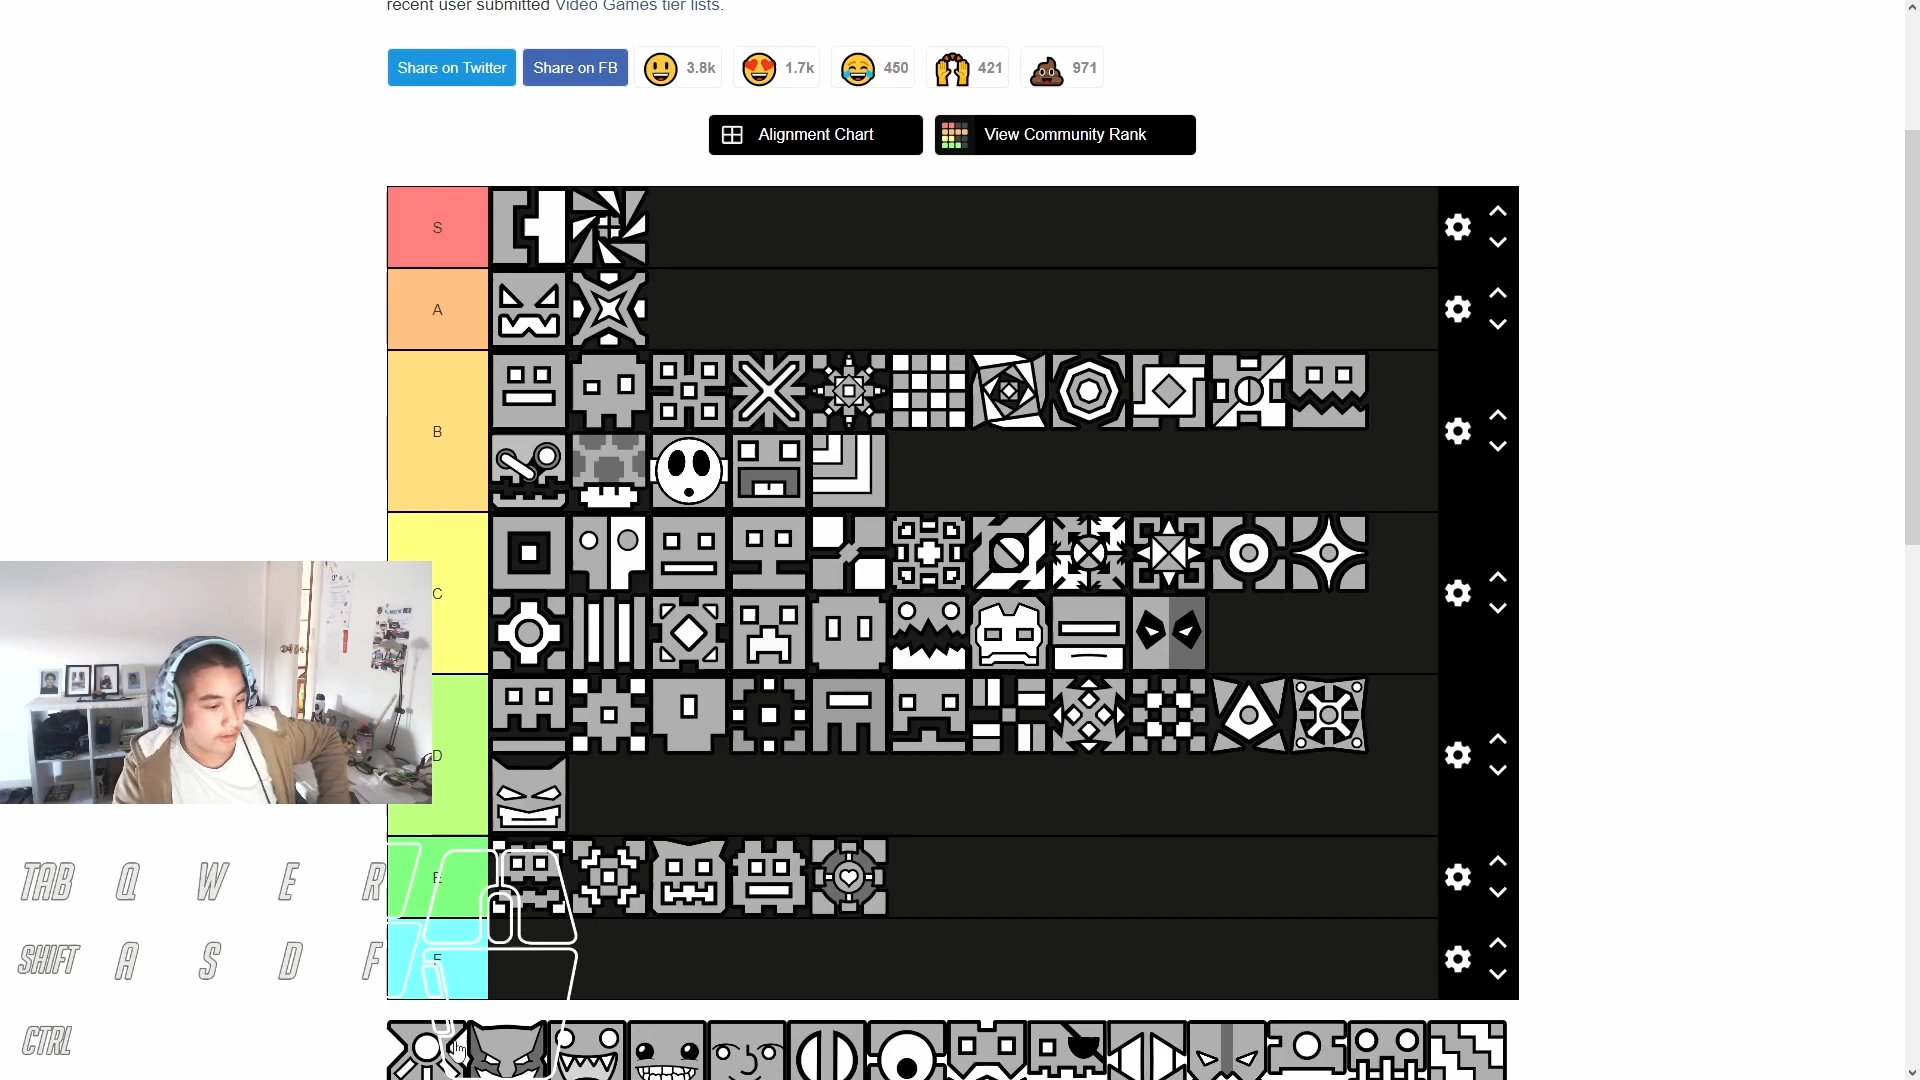 recent user submitted Video Games tier lists.
Share on Twitter Share on FB 3.8k 1.7k 450 421 971
Alignment Chart View Community Rank
S
A
B
C
D
E
F
TAB Q W E R
SHIFT A S D F
CTRL